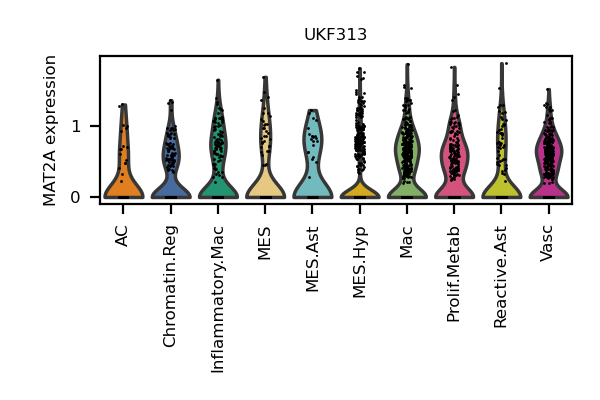 UKF313
MAT2A expression
1
0
AC
Chromatin.Reg
Inflammatory.Mac
MES
MES.Ast
MES.Hyp
Mac
Prolif.Metab
Reactive.Ast
Vasc